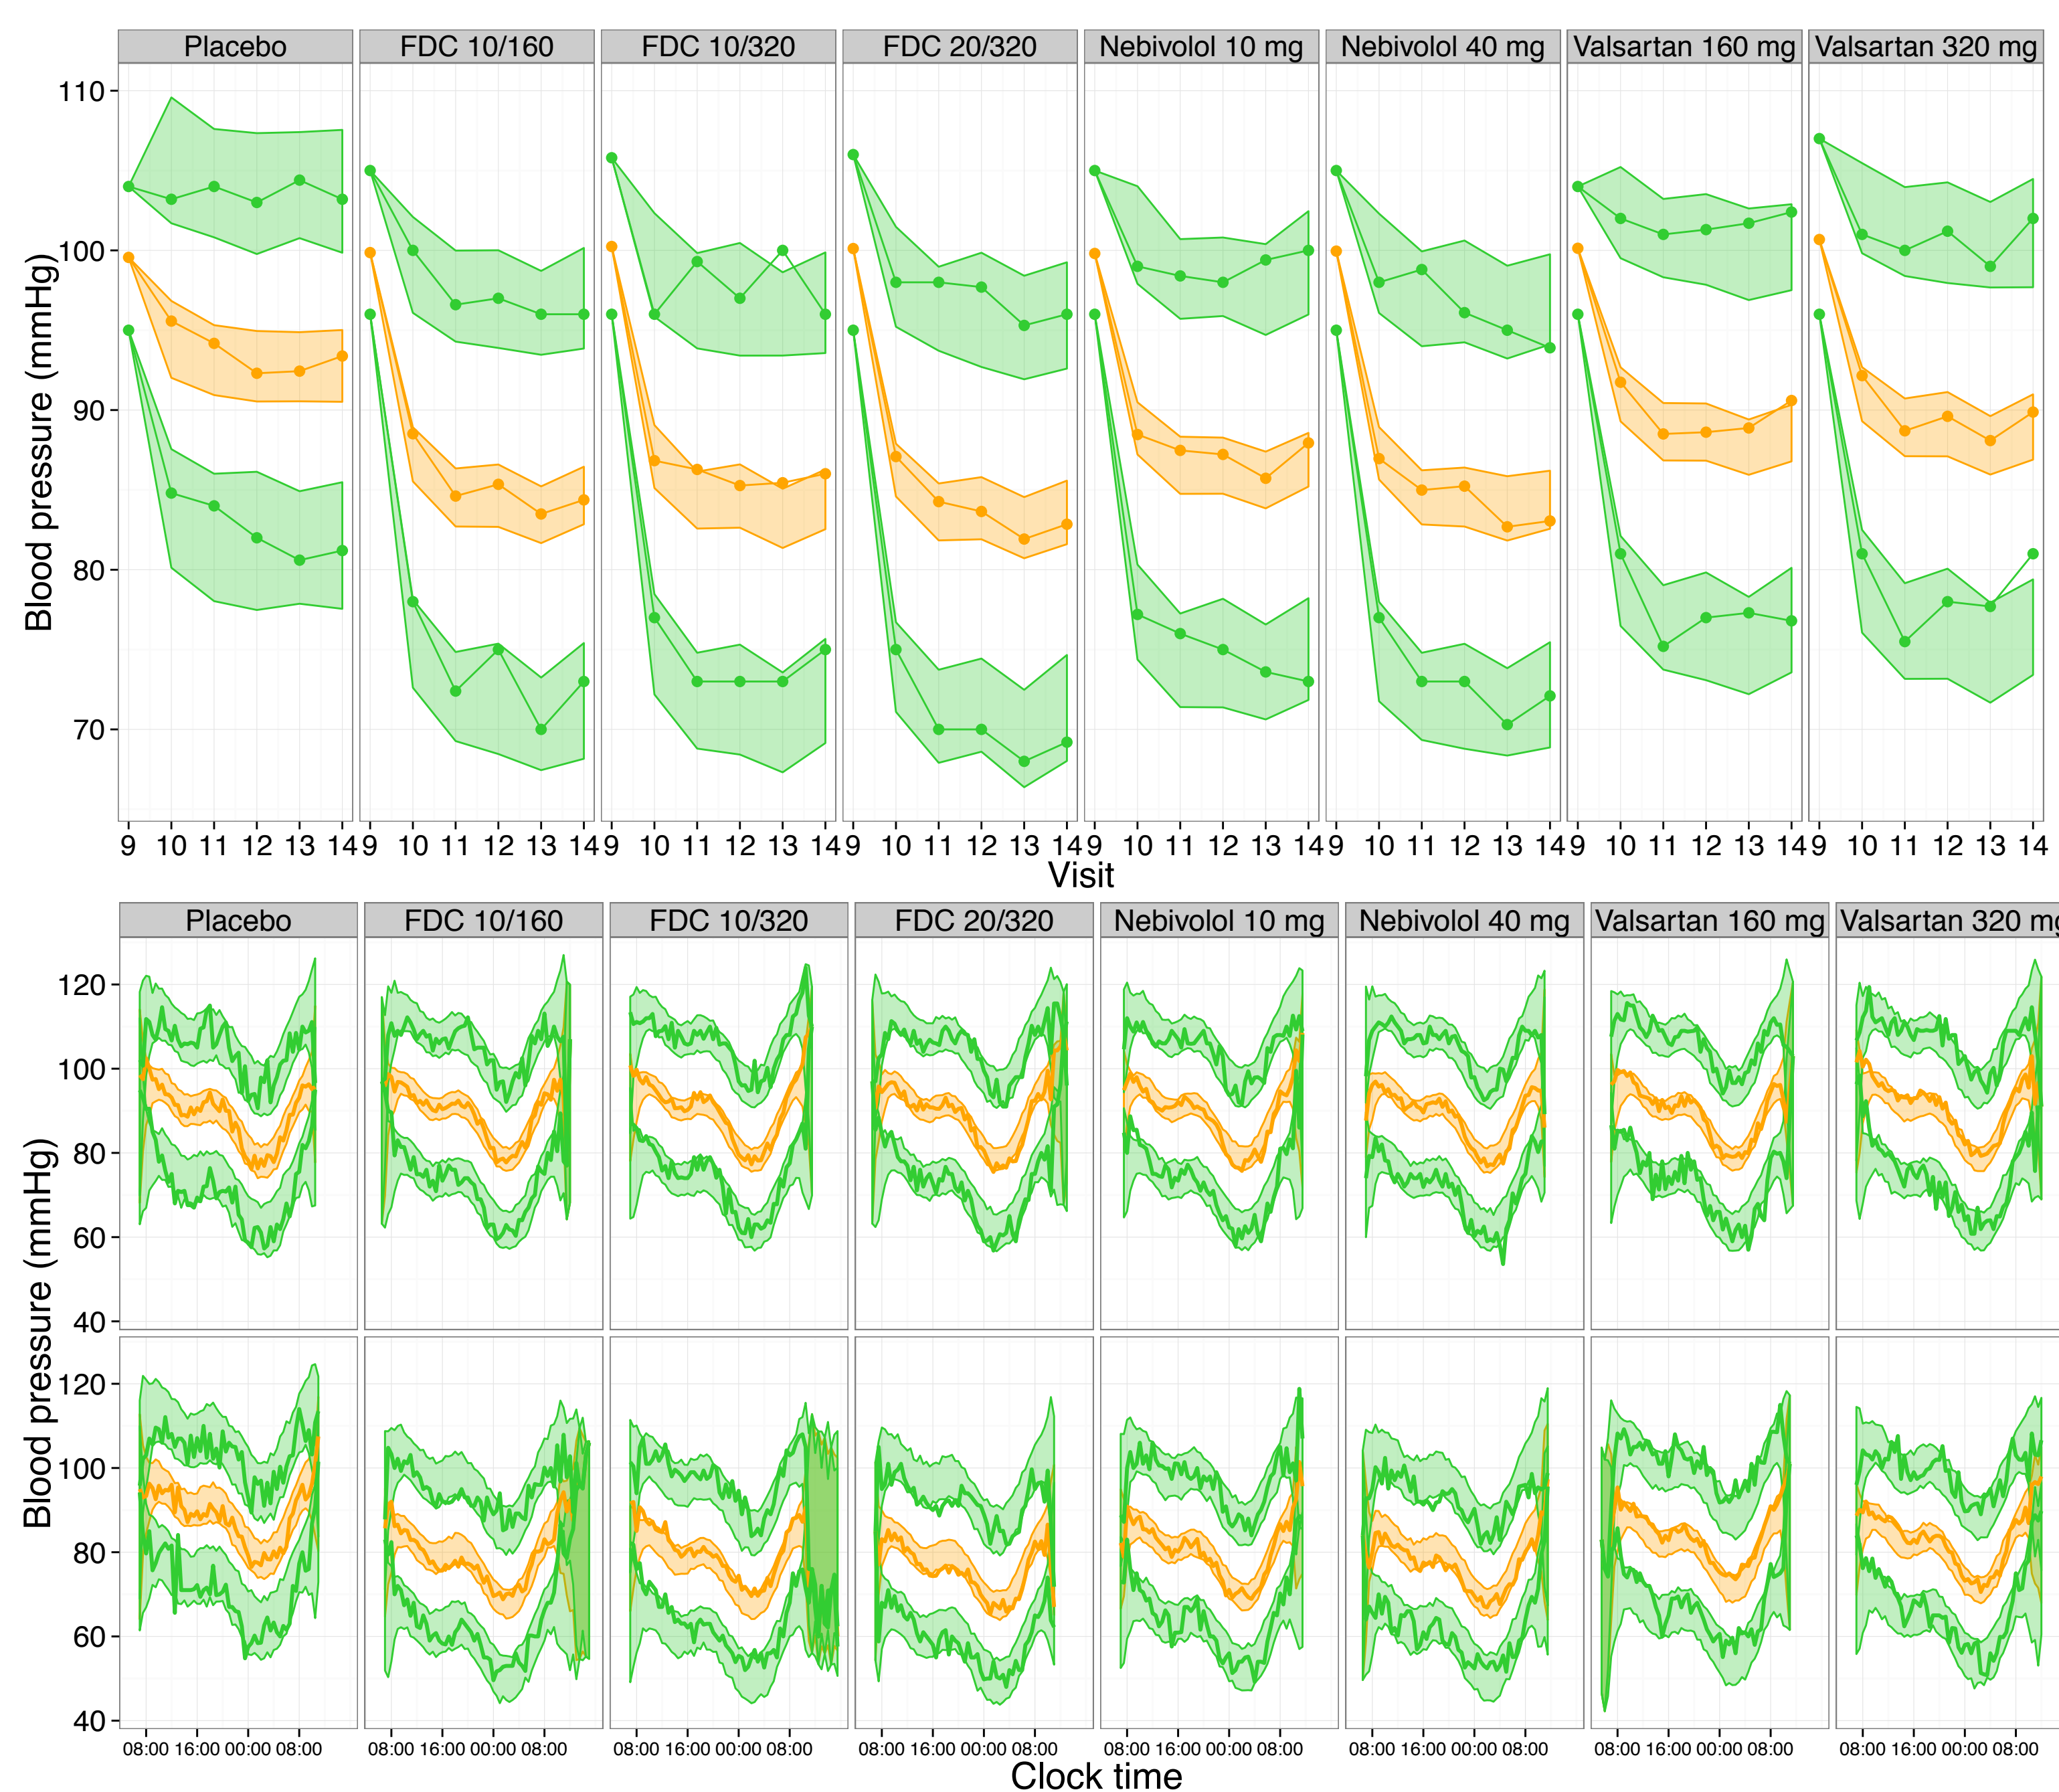 Placebo FDC 10/160 FDC 10/320 FDC 20/320 Nebivolol 10 mg Nebivolol 40 mg Valsartan 160 mg Valsartan 320 mg
Blood pressure (mmHg)
110
100
90
80
70
9 10 11 12 13 14 9 10 11 12 13 14 9 10 11 12 13 14 9 10 11 12 13 14 9 10 11 12 13 14 9 10 11 12 13 14 9 10 11 12 13 14 9 10 11 12 13 14
Visit
Placebo FDC 10/160 FDC 10/320 FDC 20/320 Nebivolol 10 mg Nebivolol 40 mg Valsartan 160 mg Valsartan 320 mg
Blood pressure (mmHg)
120
100
80
60
40
120
100
80
60
40
08:00 16:00 00:00 08:00 08:00 16:00 00:00 08:00 08:00 16:00 00:00 08:00 08:00 16:00 00:00 08:00 08:00 16:00 00:00 08:00 08:00 16:00 00:00 08:00 08:00 16:00 00:00 08:00 08:00 16:00 00:00 08:00
Clock time